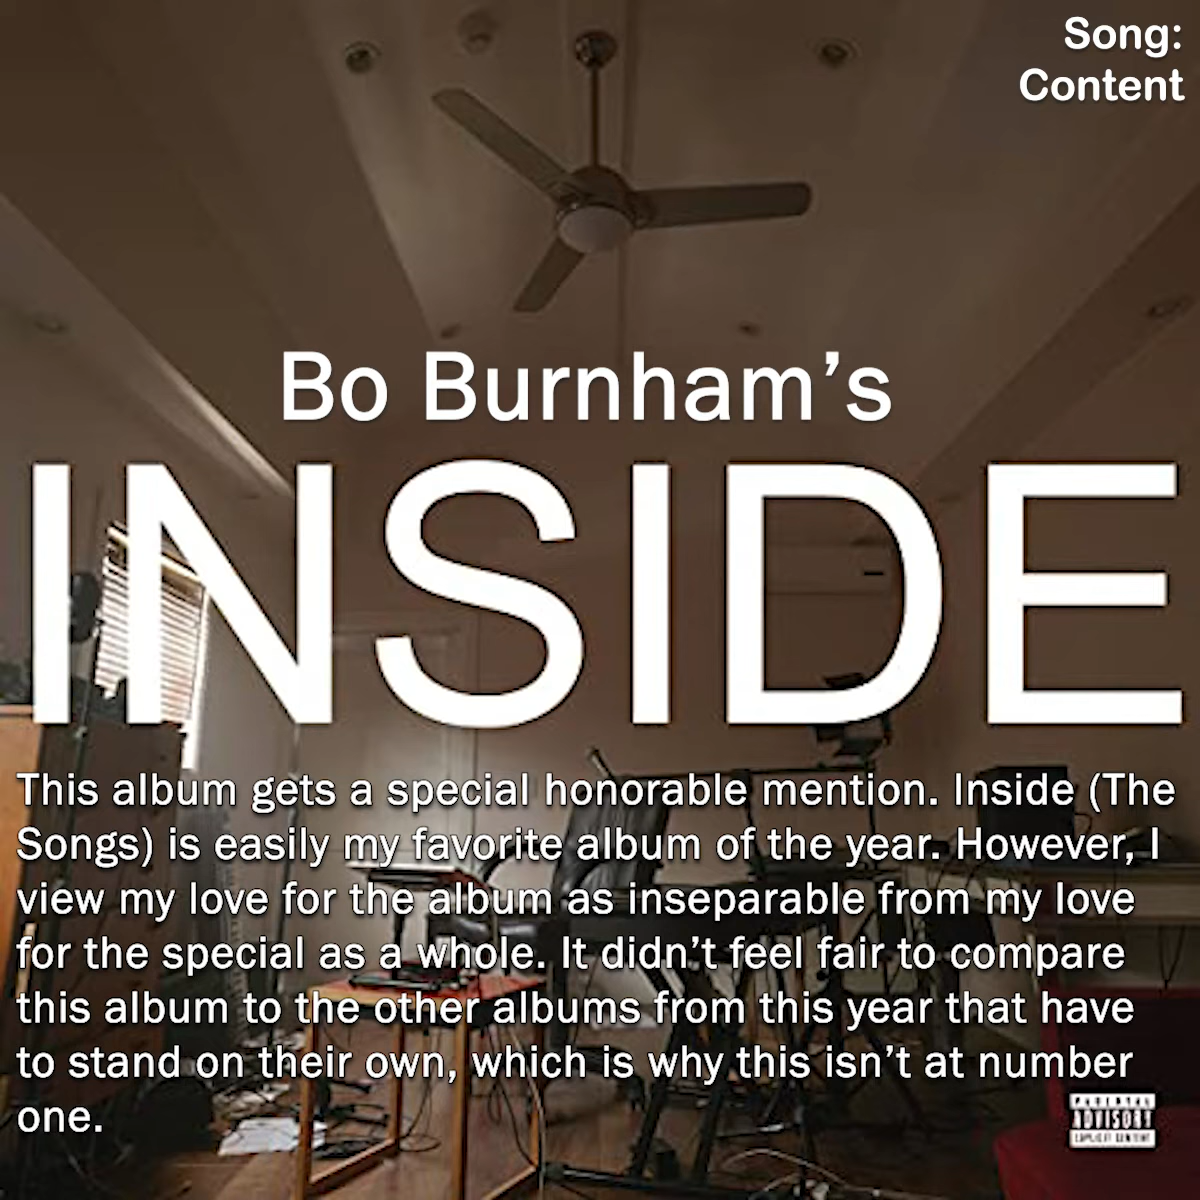 Song:
Content
Bo Burnham’s
INSIDE
This album gets a special honorable mention. Inside (The
Songs) is easily my favorite album of the year. However, I
view my love for the album as inseparable from my love
for the special as a whole. It didn’t feel fair to compare
this album to the other albums from this year that have
to stand on their own, which is why this isn’t at number
one.
PARENTAL
ADVISORY
EXPLICIT CONTENT